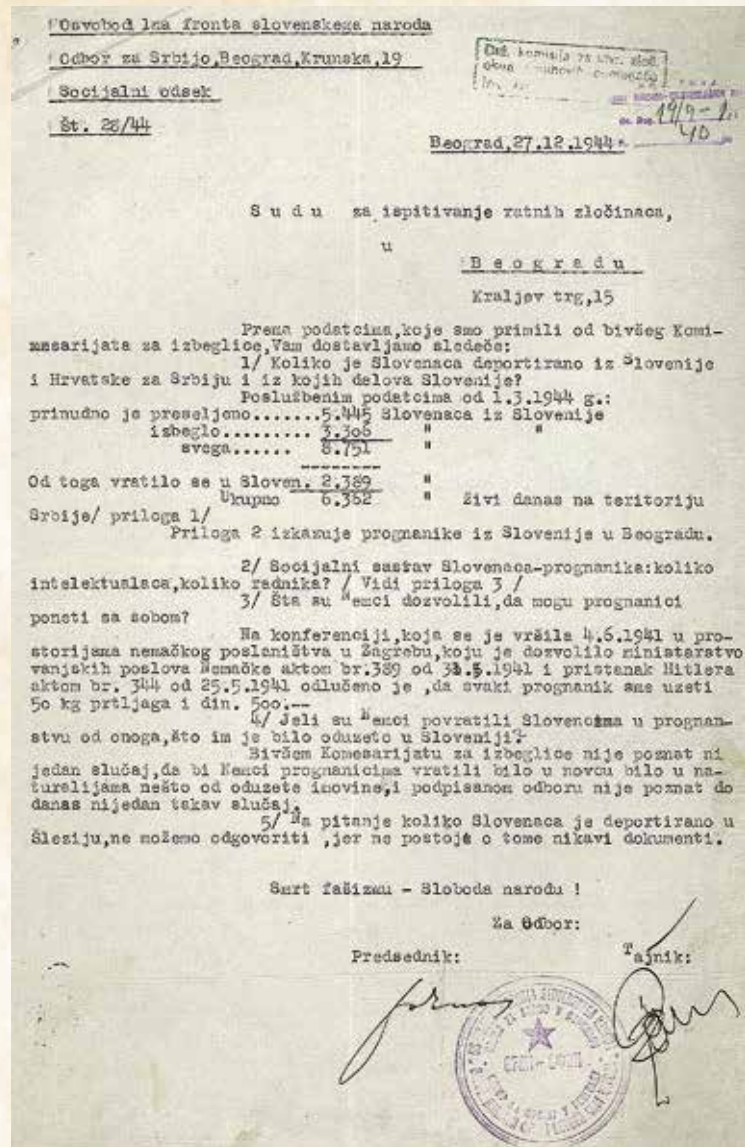 Osvobod lna fronta slovenskega naroda
Odbor za Srbijo,Beograd,Krunska,19
Socijalni odsek
Št. 28/44
Drž. komisija za
19/9-1
40
Beograd,27.12.1944
S u d u za ispitivanje ratnih zločinaca,
u
B e o g r a d u
Kraljev trg,15
Prema podatcima,koje smo primili od bivšeg Komi-
mesarijata za izbeglice,Vam dostavljamo sledeče:
1/ Koliko je Slovenaca deportirano iz Slovenije
i Hrvatske za Srbiju i iz kojih delova Slovenije?
Poslužbenim podatcima od 1.3.1944 g.:
prinudno je preseljeno.......5.445 Slovenaca iz Slovenije
izbeglo......... 3.306 " "
svega...... 8.751 "
--------
Od toga vratilo se u Sloven. 2.389 "
Ukupno 6.362 " živi danas na teritoriju
Srbije/ priloga 1/
Priloga 2 izkazuje prognanike iz Slovenije u Beogradu.
2/ Socijalni sastav Slovenaca-prognanika:koliko
intelektualaca,koliko radnika? / Vidi priloga 3 /
3/ Šta su Nemci dozvolili,da mogu prognanici
poneti sa sobom?
Na konferenciji,koja se je vršila 4.6.1941 u pro-
storijama nemačkog poslaništva u Zagrebu,koju je dozvolilo ministarstvo
vanjskih poslova Nemačke aktom br.389 od 31.5.1941 i pristanak Hitlera
aktom br. 344 od 25.5.1941 odlučeno je ,da svaki prognanik sme uzeti
50 kg prtljaga i din. 500.--
4/ Jeli su Nemci povratili Slovencima u prognan-
stvu od onoga,što im je bilo oduzeto u Sloveniji?
Bivšem Komesarijatu za izbeglice nije poznat ni
jedan slučaj,da bi Nemci prognanicima vratili bilo u novcu bilo u na-
turalijama nešto od oduzete imovine,i podpisanom odboru nije poznat do
danas nijedan takav slučaj.
5/ Na pitanje koliko Slovenaca je deportirano u
Šleziju,ne možemo odgovoriti ,jer ne postoje o tome nikavi dokumenti.
Smrt fašizmu - Sloboda narodu !
Za Odbor:
Predsednik: Tajnik: